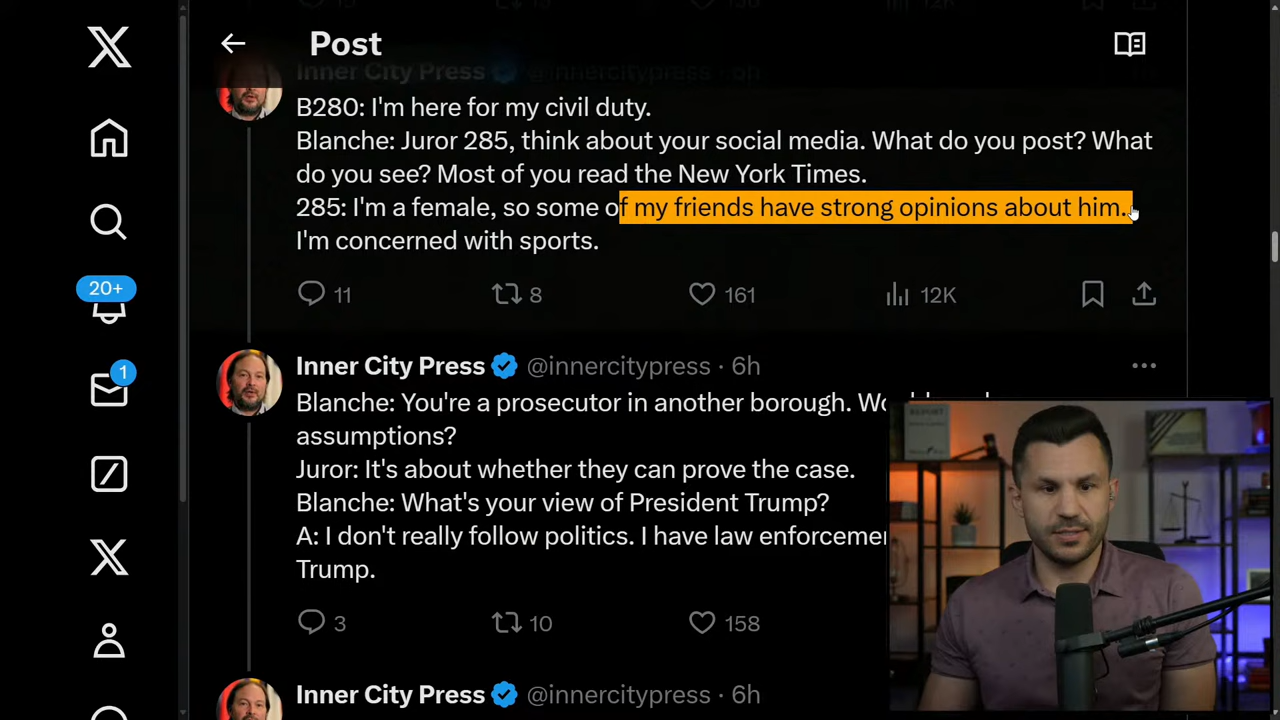 Post
Inner City Press @innercitypress · 6h
B280: I'm here for my civil duty.
Blanche: Juror 285, think about your social media. What do you post? What
do you see? Most of you read the New York Times.
285: I'm a female, so some of my friends have strong opinions about him..
I'm concerned with sports.
11 8 161 12K
20+
1
Inner City Press @innercitypress · 6h
Blanche: You're a prosecutor in another borough.
assumptions?
Juror: It's about whether they can prove the case.
Blanche: What's your view of President Trump?
A: I don't really follow politics. I have law
Trump.
3 10 158
Inner City Press @innercitypress · 6h